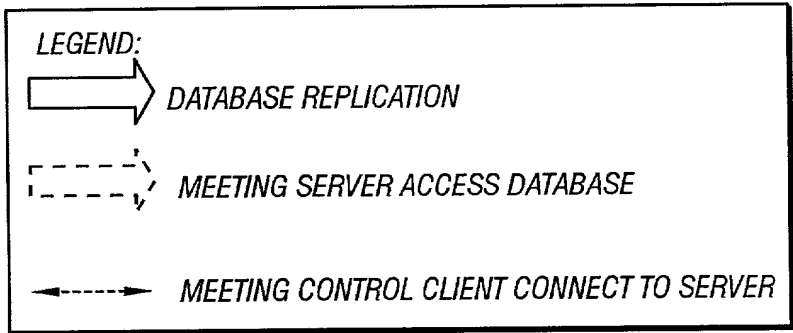 LEGEND:
DATABASE REPLICATION
MEETING SERVER ACCESS DATABASE
MEETING CONTROL CLIENT CONNECT TO SERVER